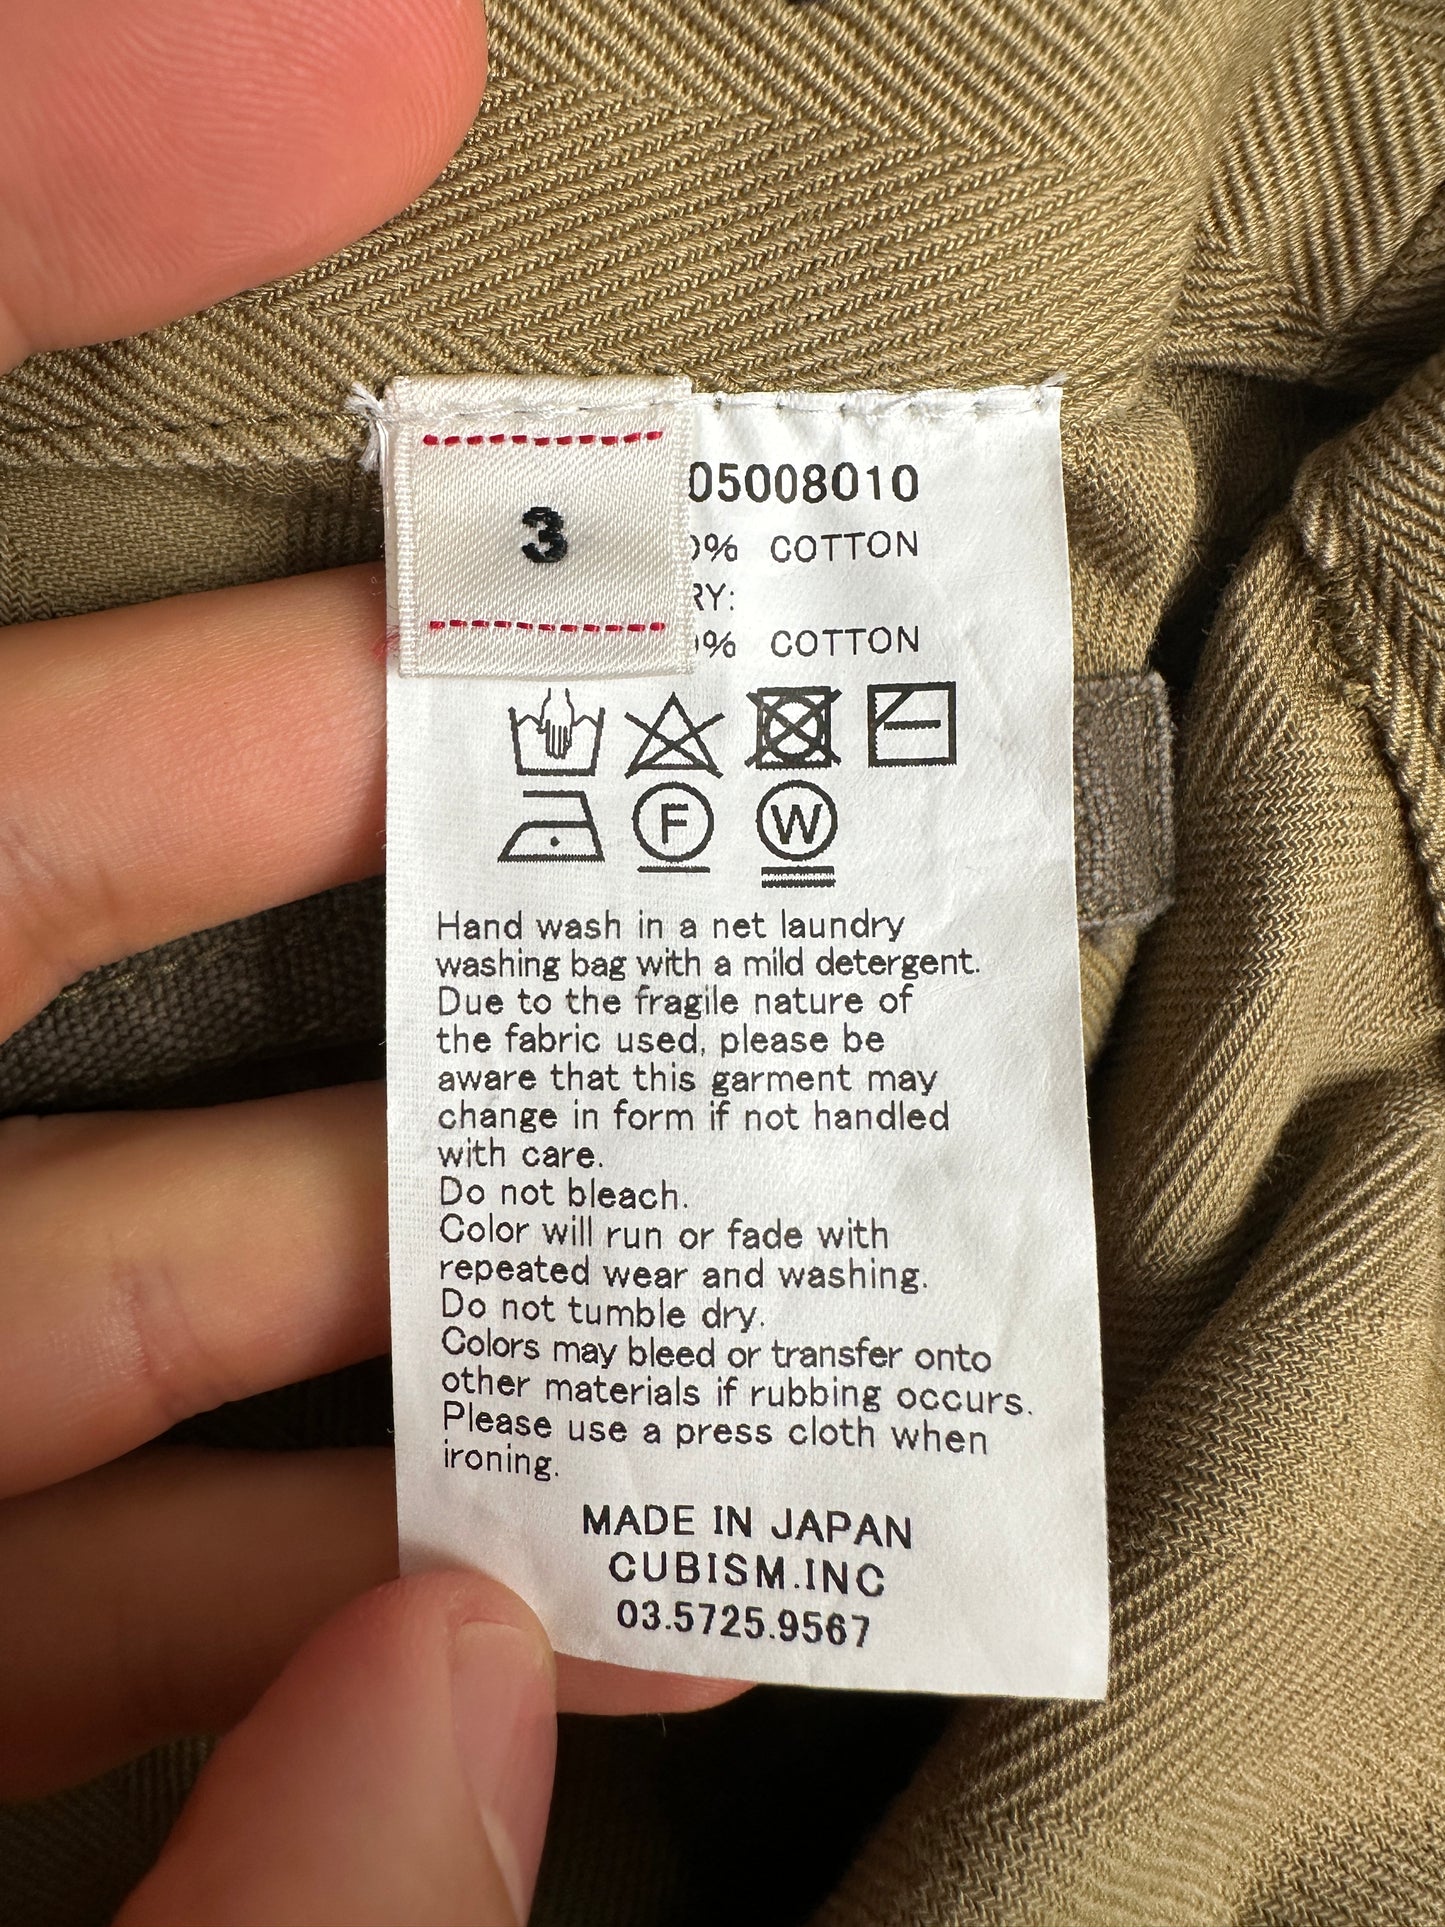 3
05008010
% COTTON
RY:
% COTTON
F
W
Hand wash in a net laundry
washing bag with a mild detergent.
Due to the fragile nature of
the fabric used, please be
aware that this garment may
change in form if not handled
with care.
Do not bleach.
Color will run or fade with
repeated wear and washing.
Do not tumble dry.
Colors may bleed or transfer onto
other materials if rubbing occurs.
Please use a press cloth when
ironing.
MADE IN JAPAN
CUBISM.INC
03.5725.9567